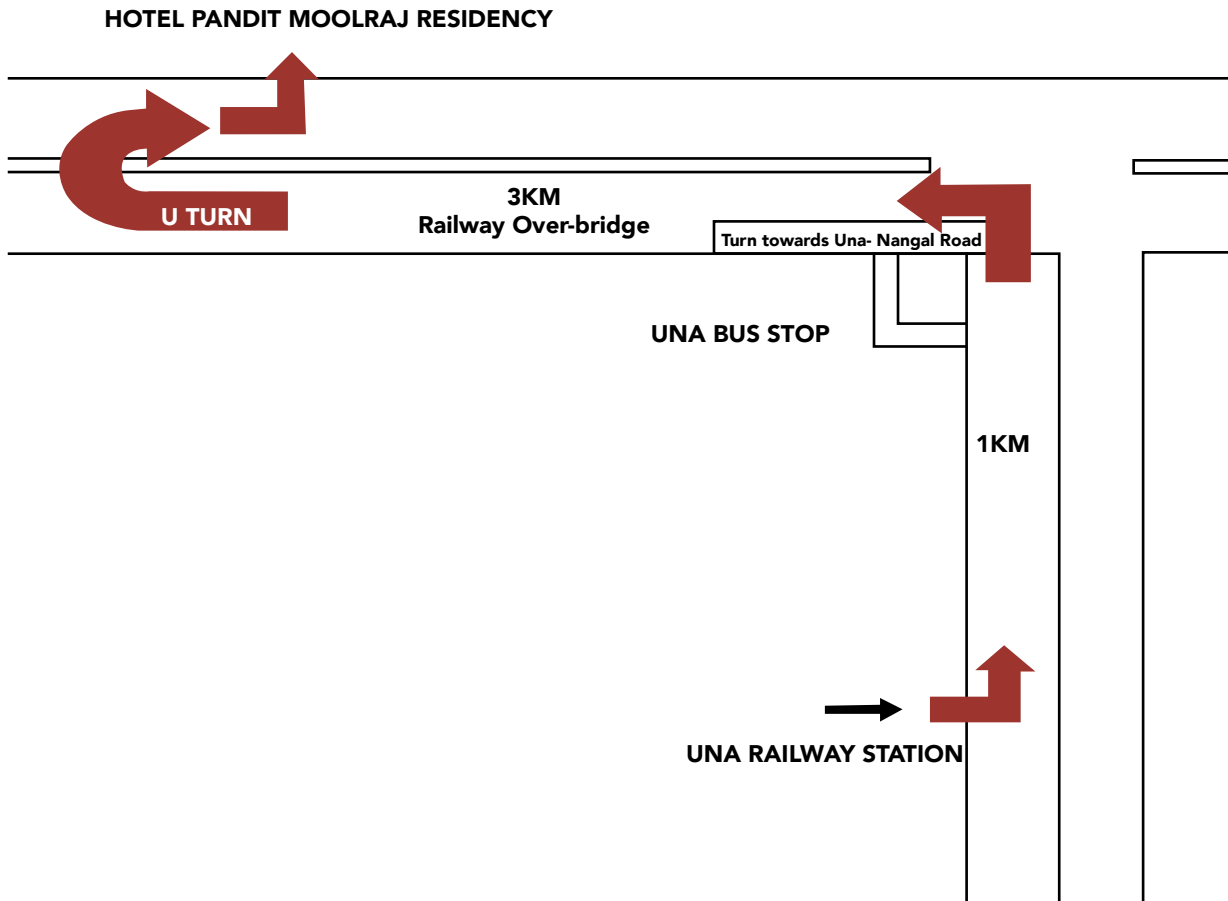 HOTEL PANDIT MOOLRAJ RESIDENCY
U TURN
3KM
Railway Over-bridge
Turn towards Una- Nangal Road
UNA BUS STOP
1KM
UNA RAILWAY STATION